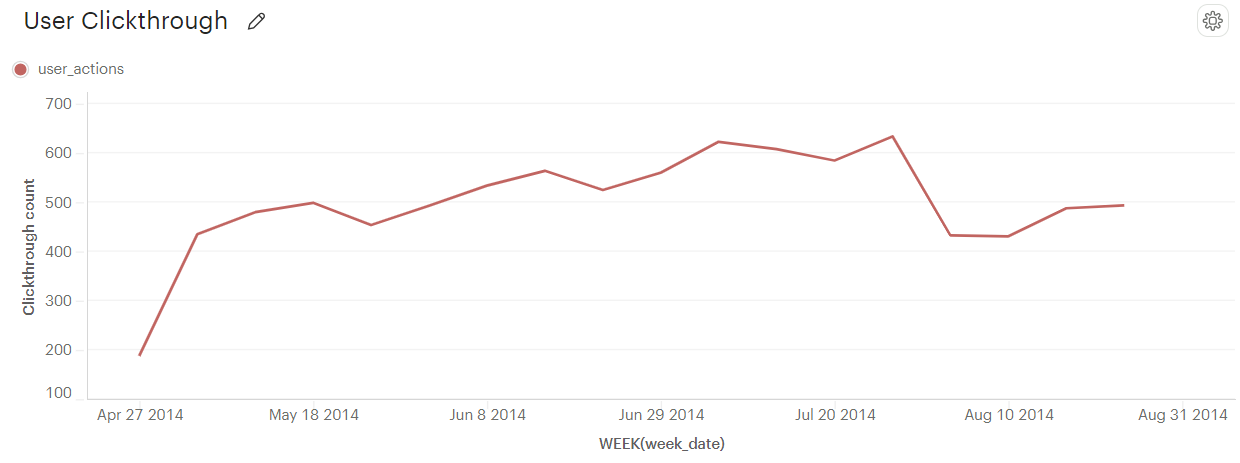 User Clickthrough
user_actions
Clickthrough count
700
600
500
400
300
200
100
Apr 27 2014 May 18 2014 Jun 8 2014 Jun 29 2014 Jul 20 2014 Aug 10 2014 Aug 31 2014
WEEK(week_date)